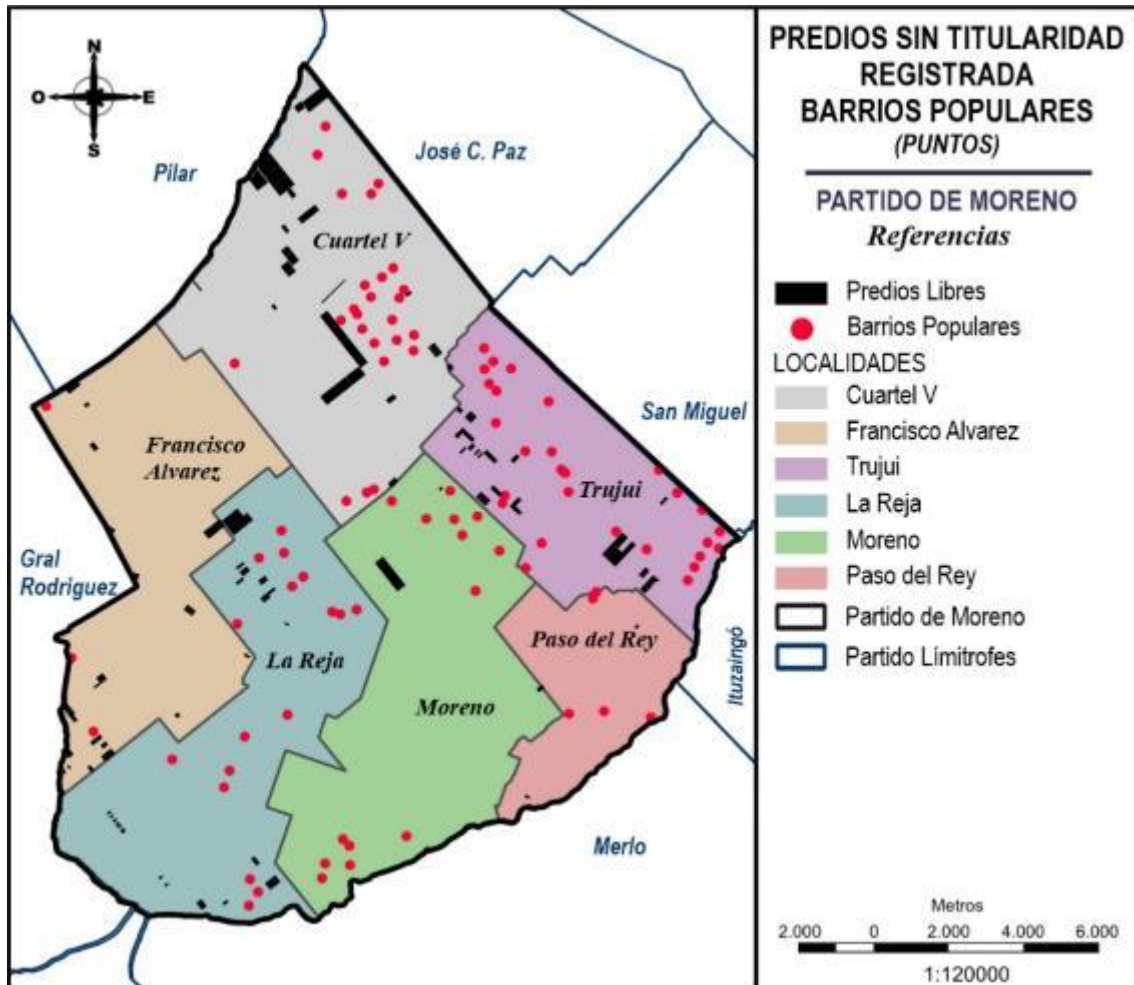 N
O E
S
Pilar
José C. Paz
Cuartel V
San Miguel
Francisco
Alvarez
Trujui
Gral
Rodriguez
La Reja
Paso del Rey
Moreno
Ituzaingó
Merlo
PREDIOS SIN TITULARIDAD
REGISTRADA
BARRIOS POPULARES
(PUNTOS)
PARTIDO DE MORENO
Referencias
Predios Libres
Barrios Populares
LOCALIDADES
Cuartel V
Francisco Alvarez
Trujui
La Reja
Moreno
Paso del Rey
Partido de Moreno
Partido Limitrofes
Metros
2.000 0 2.000 4.000 6.000
1:120000